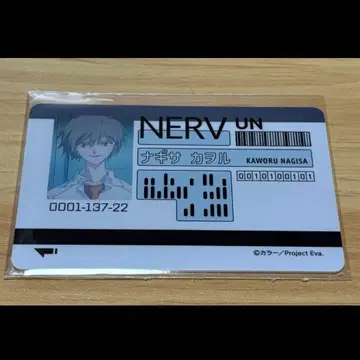 NERV UN
ナギサ カヲル
KAWORU NAGISA
0010100101
0001-137-22
©カラー/Project Eva.